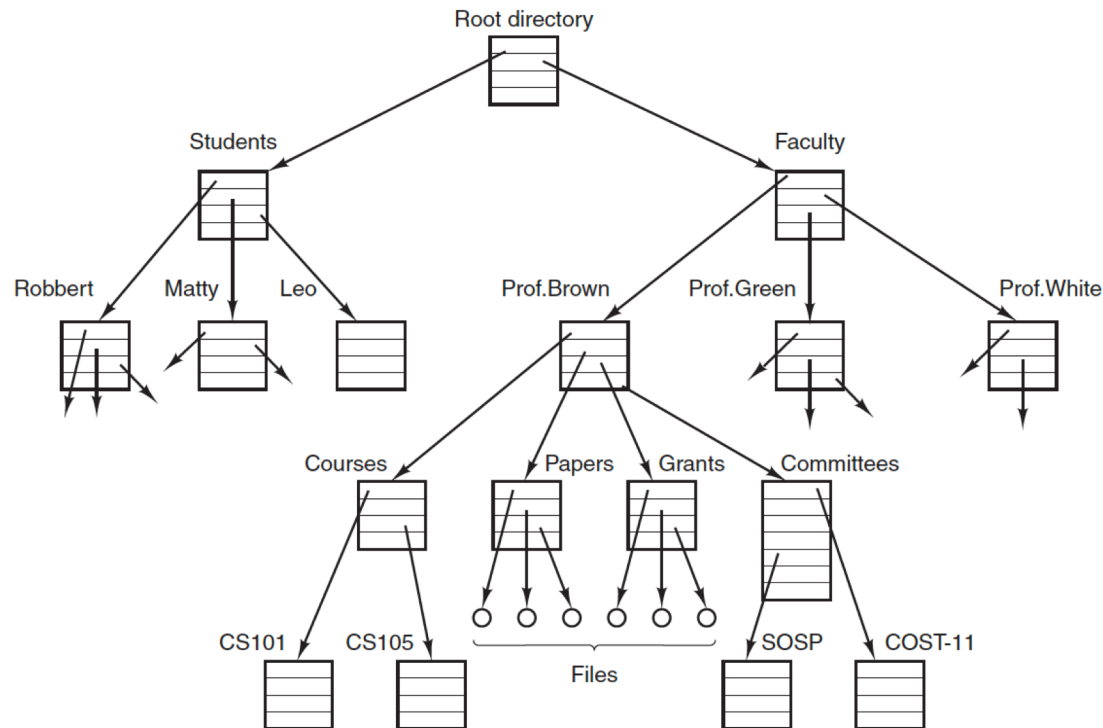 Root directory
Students
Faculty
Robbert
Matty
Leo
Prof.Brown
Prof.Green
Prof.White
Courses
Papers
Grants
Committees
CS101
CS105
SOSP
COST-11
Files